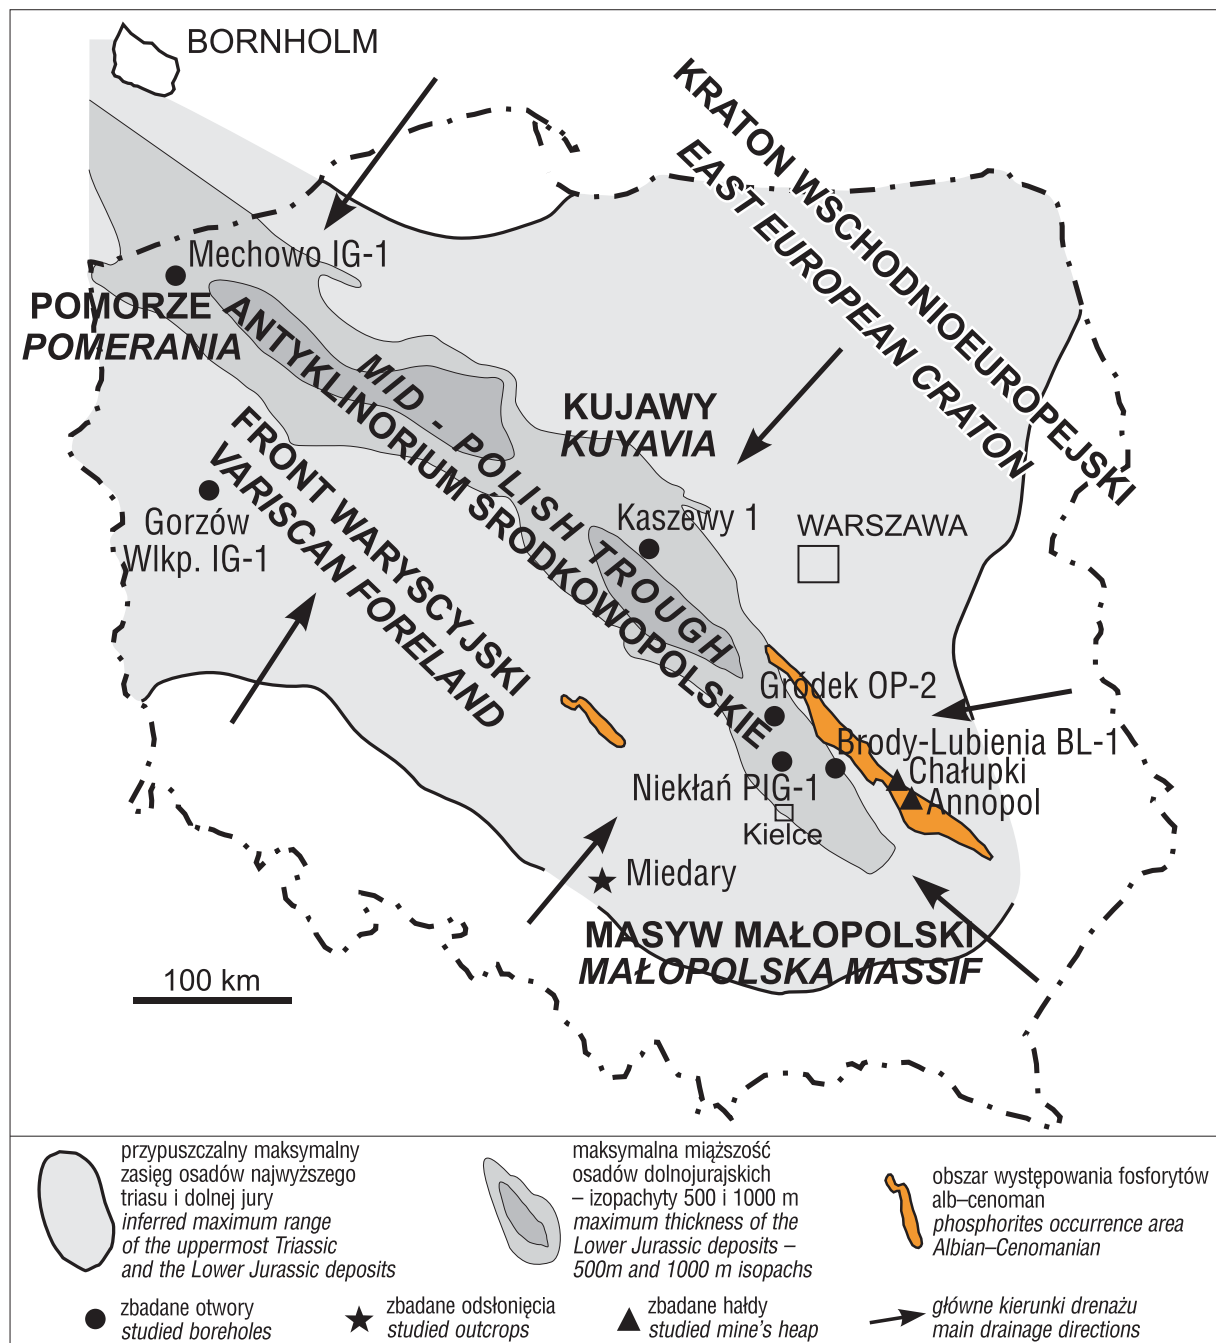 BORNHOLM
KRATON WSCHODNIOEUROPEJSKI
EAST EUROPEAN CRATON
Mechowo IG-1
POMORZE
POMERANIA
ANTYKLINORIUM ŚRODKOWOPOLSKIE
MID - POLISH TROUGH
KUJAWY
KUYAVIA
FRONT WARYSCYJSKI
VARISCAN FORELAND
Gorzów
Wlkp. IG-1
Kaszewy 1
WARSZAWA
Gródek OP-2
Brody-Lubienia BL-1
Chałupki
Annopol
Niekłań PIG-1
Kielce
Miedary
MASYW MAŁOPOLSKI
MAŁOPOLSKA MASSIF
100 km
przypuszczalny maksymalny
zasięg osadów najwyższego
triasu i dolnej jury
inferred maximum range
of the uppermost Triassic
and the Lower Jurassic deposits
maksymalna miąższość
osadów dolnojurajskich
– izopachyty 500 i 1000 m
maximum thickness of the
Lower Jurassic deposits –
500m and 1000 m isopachs
obszar występowania fosforytów
alb–cenoman
phosphorites occurrence area
Albian–Cenomanian
zbadane otwory
studied boreholes
zbadane odsłonięcia
studied outcrops
zbadane hałdy
studied mine's heap
główne kierunki drenażu
main drainage directions